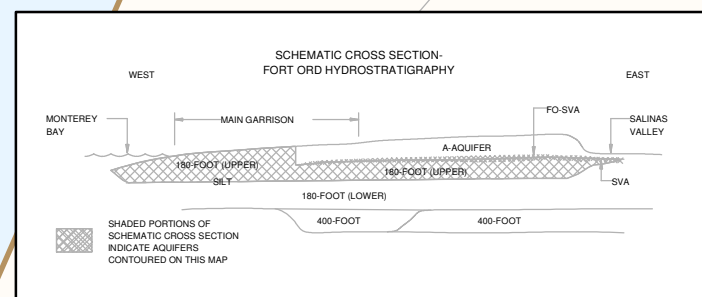 SCHEMATIC CROSS SECTION-
FORT ORD HYDROSTRATIGRAPHY
WEST
EAST
MONTEREY
BAY
MAIN GARRISON
FO-SVA
SALINAS
VALLEY
A-AQUIFER
180-FOOT (UPPER)
180-FOOT (UPPER)
SILT
SVA
180-FOOT (LOWER)
400-FOOT
400-FOOT
SHADED PORTIONS OF
SCHEMATIC CROSS SECTION
INDICATE AQUIFERS
CONTOURED ON THIS MAP